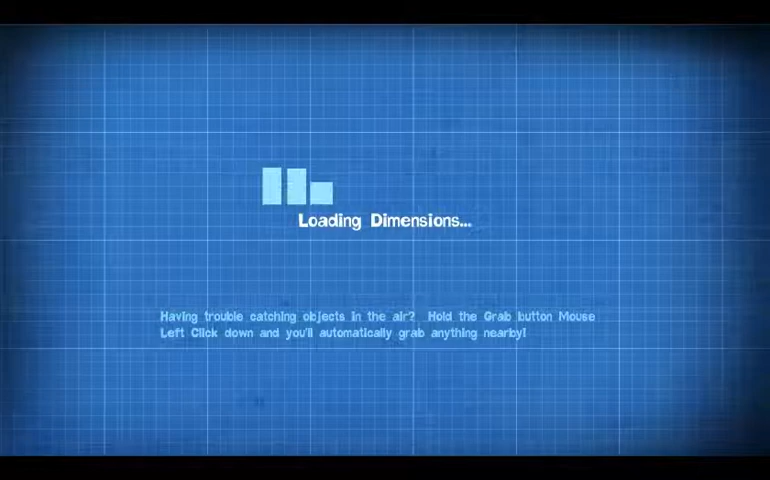 Loading Dimensions...
Having trouble catching objects in the air? Hold the Grab button Mouse
Left Click down and you'll automatically grab anything nearby!